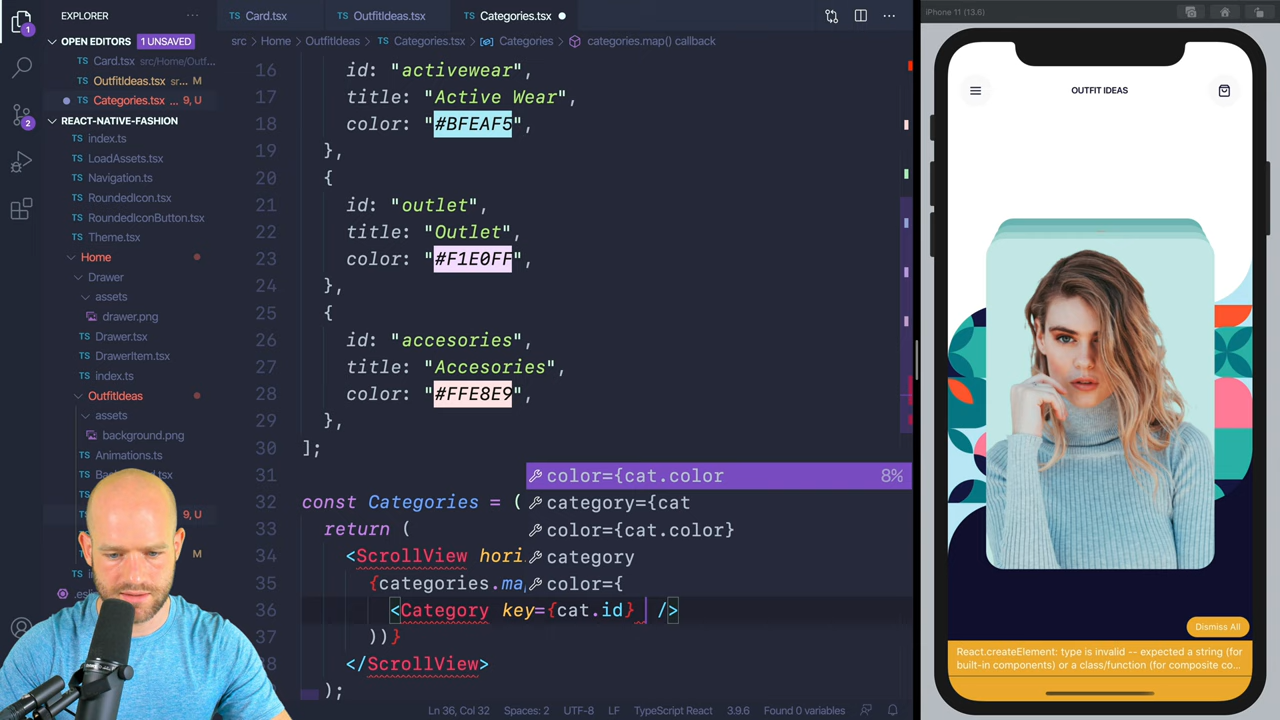 EXPLORER
OPEN EDITORS 1 UNSAVED
Card.tsx src/Home/Outf...
OutfitIdeas.tsx sr... M
Categories.tsx ... 9, U
REACT-NATIVE-FASHION
index.ts
LoadAssets.tsx
Navigation.ts
RoundedIcon.tsx
RoundedIconButton.tsx
Theme.tsx
Home
Drawer
assets
drawer.png
Drawer.tsx
DrawerItem.tsx
index.ts
OutfitIdeas
assets
background.png
Animations.ts
9, U
M
1
2
Card.tsx
OutfitIdeas.tsx
Categories.tsx
src > Home > OutfitIdeas > Categories.tsx > Categories > categories.map() callback
16 id: "activewear",
17 title: "Active Wear",
18 color: "#BFEAF5",
19 },
20 {
21 id: "outlet",
22 title: "Outlet",
23 color: "#F1E0FF",
24 },
25 {
26 id: "accesories",
27 title: "Accesories",
28 color: "#FFE8E9",
29 },
30 ];
31
32 const Categories = (
33 return (
34 <ScrollView hori
35 {categories.ma
36 <Category key={cat.id} />
37 ))}
38 </ScrollView>
);
color={cat.color 8%
category={cat
color={cat.color}
category
color={
Ln 36, Col 32 Spaces: 2 UTF-8 LF TypeScript React 3.9.6 Found 0 variables
iPhone 11 (13.6)
OUTFIT IDEAS
Dismiss All
React.createElement: type is invalid -- expected a string (for
built-in components) or a class/function (for composite co...